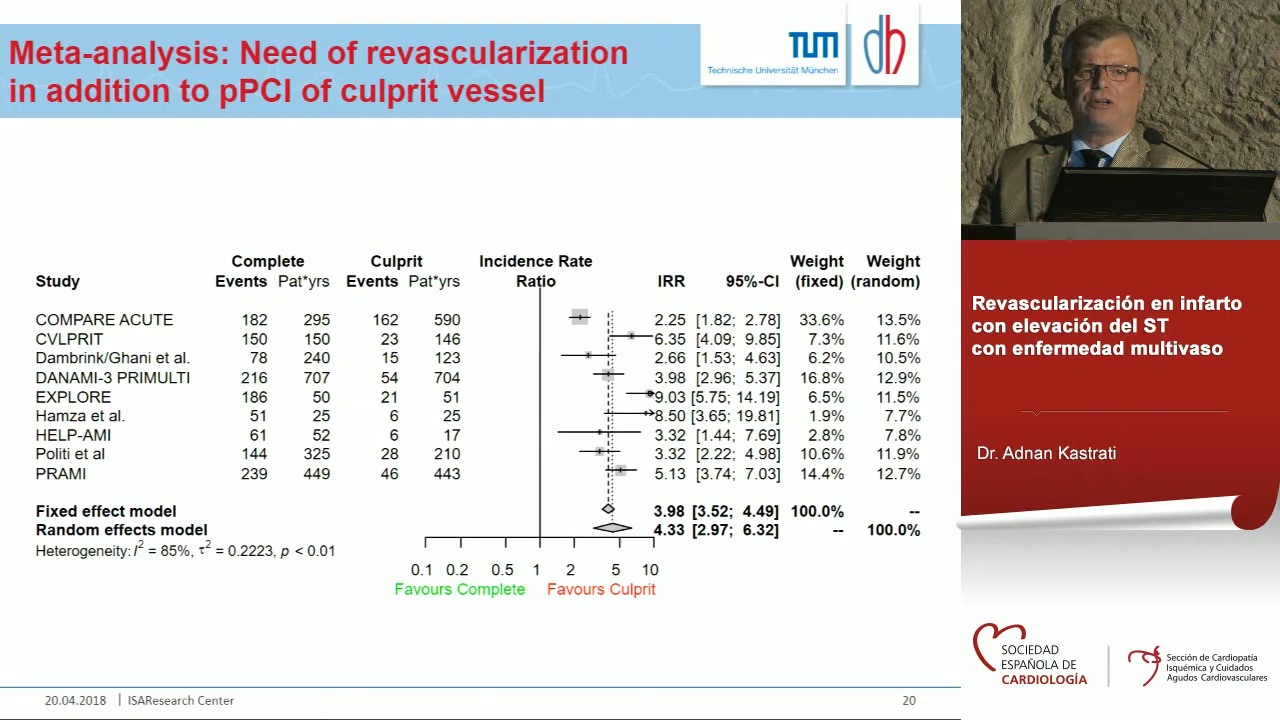 Meta-analysis: Need of revascularization
in addition to pPCI of culprit vessel
TUM
Technische Universität München
dh
Complete Culprit Incidence Rate Weight Weight
Study Events Pat*yrs Events Pat*yrs Ratio IRR 95%-CI (fixed) (random)
COMPARE ACUTE 182 295 162 590 2.25 [1.82; 2.78] 33.6% 13.5%
CVLPRIT 150 150 23 146 6.35 [4.09; 9.85] 7.3% 11.6%
Dambrink/Ghani et al. 78 240 15 123 2.66 [1.53; 4.63] 6.2% 10.5%
DANAMI-3 PRIMULTI 216 707 54 704 3.98 [2.96; 5.37] 16.8% 12.9%
EXPLORE 186 50 21 51 9.03 [5.75; 14.19] 6.5% 11.5%
Hamza et al. 51 25 6 25 8.50 [3.65; 19.81] 1.9% 7.7%
HELP-AMI 61 52 6 17 3.32 [1.44; 7.69] 2.8% 7.8%
Politi et al 144 325 28 210 3.32 [2.22; 4.98] 10.6% 11.9%
PRAMI 239 449 46 443 5.13 [3.74; 7.03] 14.4% 12.7%
Fixed effect model 3.98 [3.52; 4.49] 100.0% --
Random effects model 4.33 [2.97; 6.32] -- 100.0%
Heterogeneity: I² = 85%, τ² = 0.2223, p < 0.01
0.1 0.2 0.5 1 2 5 10
Favours Complete Favours Culprit
20.04.2018 | ISAResearch Center 20
Revascularización en infarto
con elevación del ST
con enfermedad multivaso
Dr. Adnan Kastrati
SOCIEDAD
ESPAÑOLA DE
CARDIOLOGÍA
Sección de Cardiopatía
Isquémica y Cuidados
Agudos Cardiovasculares